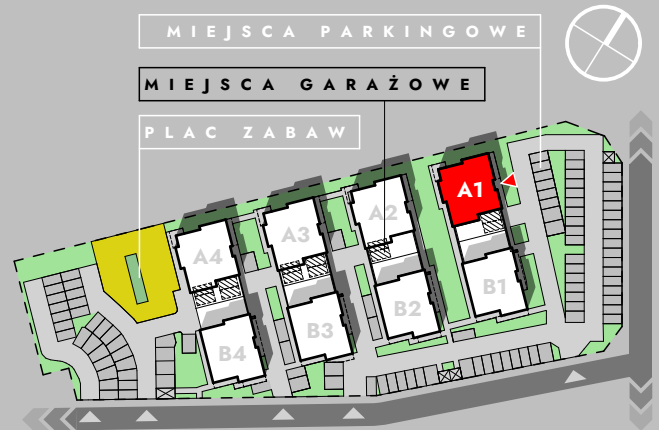 MIEJSCA PARKINGOWE
MIEJSCA GARAŻOWE
PLAC ZABAW
A1
A2
A3
A4
B1
B2
B3
B4